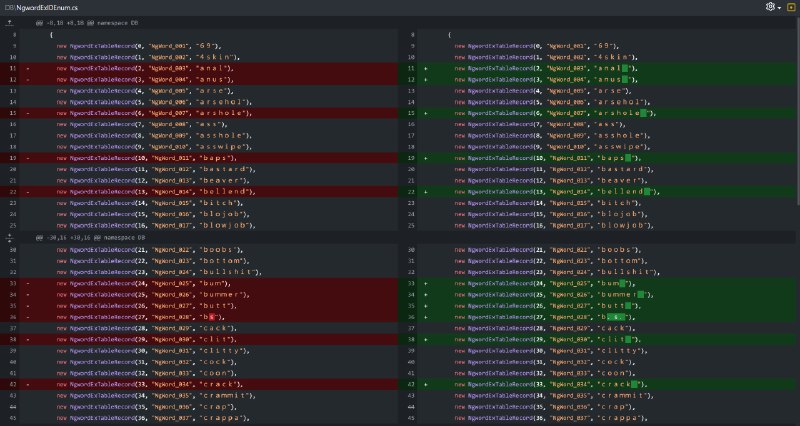 DB\NgwordExIDEnum.cs
@@ -8,18 +8,18 @@ namespace DB
8 {
9 new NgwordExTableRecord(0, "NgWord_001", "６９"),
10 new NgwordExTableRecord(1, "NgWord_002", "４ｓｋｉｎ"),
11 - new NgwordExTableRecord(2, "NgWord_003", "ａｎａｌ"),
12 - new NgwordExTableRecord(3, "NgWord_004", "ａｎｕｓ"),
13 new NgwordExTableRecord(4, "NgWord_005", "ａｒｓｅ"),
14 new NgwordExTableRecord(5, "NgWord_006", "ａｒｓｅｈｏｌ"),
15 - new NgwordExTableRecord(6, "NgWord_007", "ａｒｓｈｏｌｅ"),
16 new NgwordExTableRecord(7, "NgWord_008", "ａｓｓ"),
17 new NgwordExTableRecord(8, "NgWord_009", "ａｓｓｈｏｌｅ"),
18 new NgwordExTableRecord(9, "NgWord_010", "ａｓｓｗｉｐｅ"),
19 - new NgwordExTableRecord(10, "NgWord_011", "ｂａｐｓ"),
20 new NgwordExTableRecord(11, "NgWord_012", "ｂａｓｔａｒｄ"),
21 new NgwordExTableRecord(12, "NgWord_013", "ｂｅａｖｅｒ"),
22 - new NgwordExTableRecord(13, "NgWord_014", "ｂｅｌｌｅｎｄ"),
23 new NgwordExTableRecord(14, "NgWord_015", "ｂｉｔｃｈ"),
24 new NgwordExTableRecord(15, "NgWord_016", "ｂｌｏｊｏｂ"),
25 new NgwordExTableRecord(16, "NgWord_017", "ｂｌｏｗｊｏｂ"),
8 {
9 new NgwordExTableRecord(0, "NgWord_001", "６９"),
10 new NgwordExTableRecord(1, "NgWord_002", "４ｓｋｉｎ"),
11 + new NgwordExTableRecord(2, "NgWord_003", "ａｎａｌ　"),
12 + new NgwordExTableRecord(3, "NgWord_004", "ａｎｕｓ　"),
13 new NgwordExTableRecord(4, "NgWord_005", "ａｒｓｅ"),
14 new NgwordExTableRecord(5, "NgWord_006", "ａｒｓｅｈｏｌ"),
15 + new NgwordExTableRecord(6, "NgWord_007", "ａｒｓｈｏｌｅ　"),
16 new NgwordExTableRecord(7, "NgWord_008", "ａｓｓ"),
17 new NgwordExTableRecord(8, "NgWord_009", "ａｓｓｈｏｌｅ"),
18 new NgwordExTableRecord(9, "NgWord_010", "ａｓｓｗｉｐｅ"),
19 + new NgwordExTableRecord(10, "NgWord_011", "ｂａｐｓ　"),
20 new NgwordExTableRecord(11, "NgWord_012", "ｂａｓｔａｒｄ"),
21 new NgwordExTableRecord(12, "NgWord_013", "ｂｅａｖｅｒ"),
22 + new NgwordExTableRecord(13, "NgWord_014", "ｂｅｌｌｅｎｄ　"),
23 new NgwordExTableRecord(14, "NgWord_015", "ｂｉｔｃｈ"),
24 new NgwordExTableRecord(15, "NgWord_016", "ｂｌｏｊｏｂ"),
25 new NgwordExTableRecord(16, "NgWord_017", "ｂｌｏｗｊｏｂ"),
@@ -30,16 +30,16 @@ namespace DB
30 new NgwordExTableRecord(21, "NgWord_022", "ｂｏｏｂｓ"),
31 new NgwordExTableRecord(22, "NgWord_023", "ｂｏｔｔｏｍ"),
32 new NgwordExTableRecord(23, "NgWord_024", "ｂｕｌｌｓｈｉｔ"),
33 - new NgwordExTableRecord(24, "NgWord_025", "ｂｕｍ"),
34 - new NgwordExTableRecord(25, "NgWord_026", "ｂｕｍｍｅｒ"),
35 - new NgwordExTableRecord(26, "NgWord_027", "ｂｕｔｔ"),
36 - new NgwordExTableRecord(27, "NgWord_028", "ｂｓ"),
37 new NgwordExTableRecord(28, "NgWord_029", "ｃａｃｋ"),
38 - new NgwordExTableRecord(29, "NgWord_030", "ｃｌｉｔ"),
39 new NgwordExTableRecord(30, "NgWord_031", "ｃｌｉｔｔｙ"),
40 new NgwordExTableRecord(31, "NgWord_032", "ｃｏｃｋ"),
41 new NgwordExTableRecord(32, "NgWord_033", "ｃｏｏｎ"),
42 - new NgwordExTableRecord(33, "NgWord_034", "ｃｒａｃｋ"),
43 new NgwordExTableRecord(34, "NgWord_035", "ｃｒａｍｍｉｔ"),
44 new NgwordExTableRecord(35, "NgWord_036", "ｃｒａｐ"),
45 new NgwordExTableRecord(36, "NgWord_037", "ｃｒａｐｐａ"),
30 new NgwordExTableRecord(21, "NgWord_022", "ｂｏｏｂｓ"),
31 new NgwordExTableRecord(22, "NgWord_023", "ｂｏｔｔｏｍ"),
32 new NgwordExTableRecord(23, "NgWord_024", "ｂｕｌｌｓｈｉｔ"),
33 + new NgwordExTableRecord(24, "NgWord_025", "ｂｕｍ　"),
34 + new NgwordExTableRecord(25, "NgWord_026", "ｂｕｍｍｅｒ　"),
35 + new NgwordExTableRecord(26, "NgWord_027", "ｂｕｔｔ　"),
36 + new NgwordExTableRecord(27, "NgWord_028", "ｂ．ｓ．"),
37 new NgwordExTableRecord(28, "NgWord_029", "ｃａｃｋ"),
38 + new NgwordExTableRecord(29, "NgWord_030", "ｃｌｉｔ　"),
39 new NgwordExTableRecord(30, "NgWord_031", "ｃｌｉｔｔｙ"),
40 new NgwordExTableRecord(31, "NgWord_032", "ｃｏｃｋ"),
41 new NgwordExTableRecord(32, "NgWord_033", "ｃｏｏｎ"),
42 + new NgwordExTableRecord(33, "NgWord_034", "ｃｒａｃｋ　"),
43 new NgwordExTableRecord(34, "NgWord_035", "ｃｒａｍｍｉｔ"),
44 new NgwordExTableRecord(35, "NgWord_036", "ｃｒａｐ"),
45 new NgwordExTableRecord(36, "NgWord_037", "ｃｒａｐｐａ"),